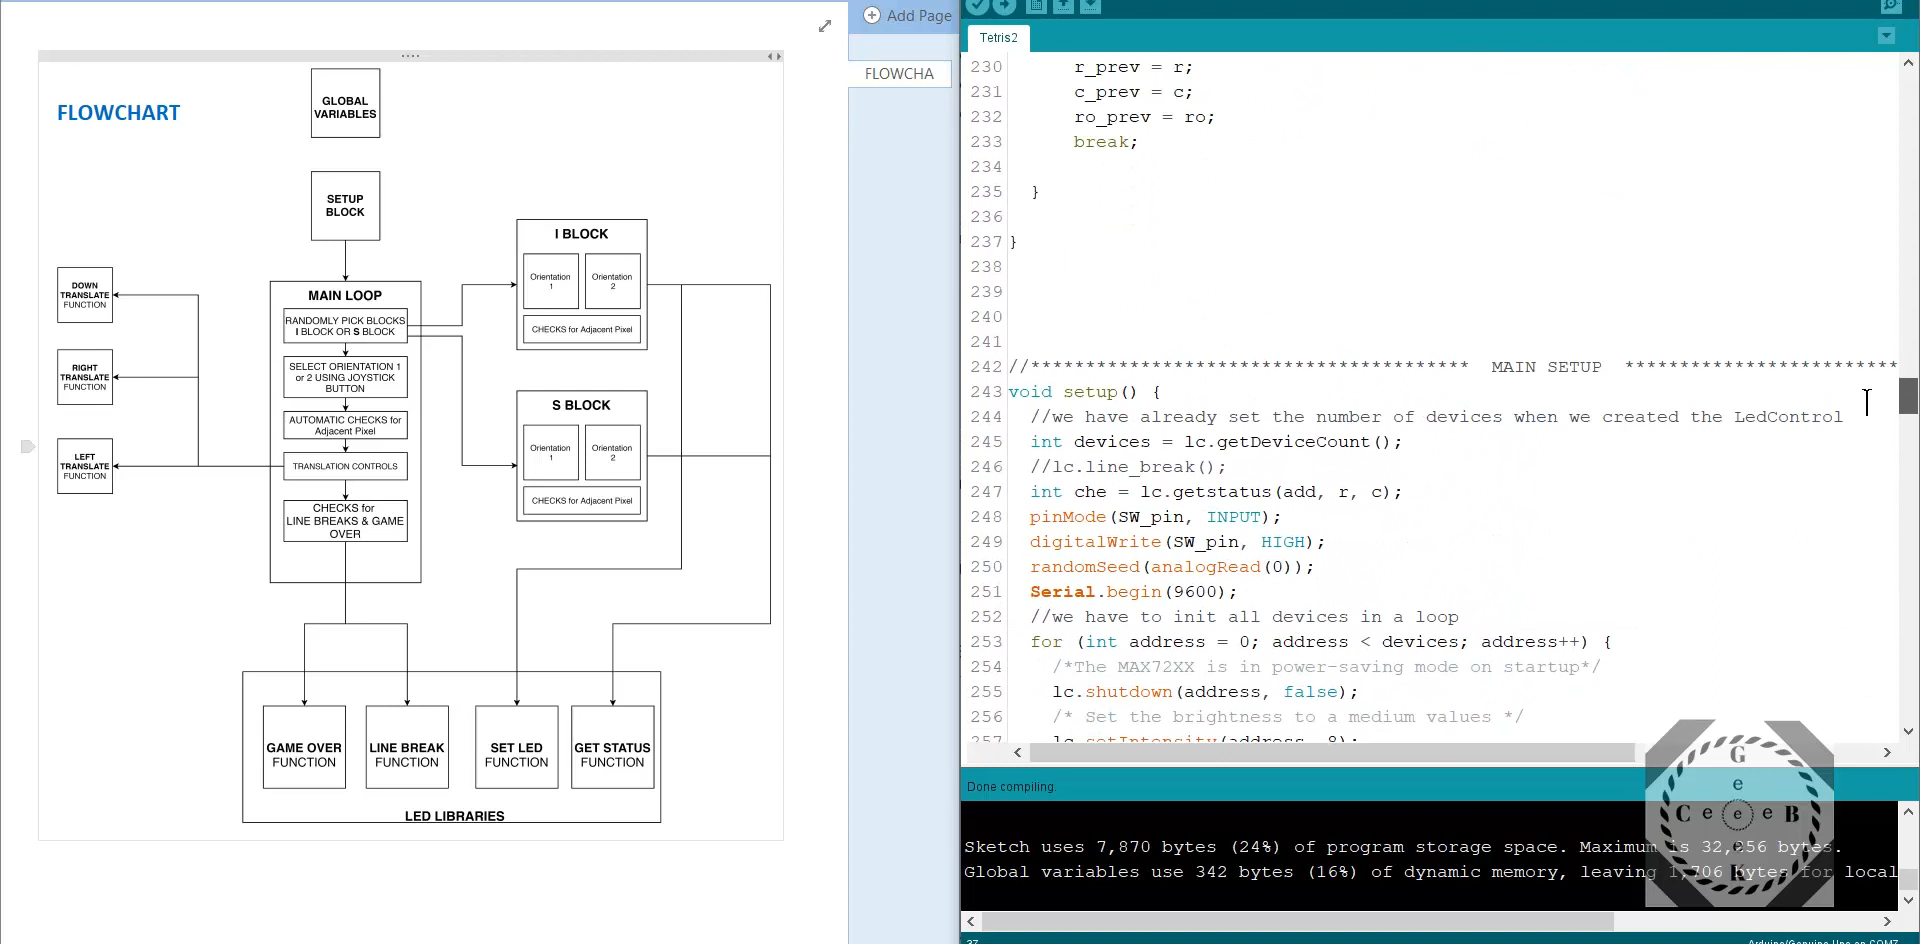 Add Page
FLOWCHA
FLOWCHART
GLOBAL
VARIABLES
SETUP
BLOCK
DOWN
TRANSLATE
FUNCTION
RIGHT
TRANSLATE
FUNCTION
LEFT
TRANSLATE
FUNCTION
MAIN LOOP
RANDOMLY PICK BLOCKS
I BLOCK OR S BLOCK
SELECT ORIENTATION 1
or 2 USING JOYSTICK
BUTTON
AUTOMATIC CHECKS for
Adjacent Pixel
TRANSLATION CONTROLS
CHECKS for
LINE BREAKS & GAME
OVER
I BLOCK
Orientation
1
Orientation
2
CHECKS for Adjacent Pixel
S BLOCK
Orientation
1
Orientation
2
CHECKS for Adjacent Pixel
GAME OVER
FUNCTION
LINE BREAK
FUNCTION
SET LED
FUNCTION
GET STATUS
FUNCTION
LED LIBRARIES
Tetris2
230 r_prev = r;
231 c_prev = c;
232 ro_prev = ro;
233 break;
234
235 }
236
237 }
238
239
240
241
242 //**************************************** MAIN SETUP *************************
243 void setup() {
244 //we have already set the number of devices when we created the LedControl
245 int devices = lc.getDeviceCount();
246 //lc.line_break();
247 int che = lc.getstatus(add, r, c);
248 pinMode(SW_pin, INPUT);
249 digitalWrite(SW_pin, HIGH);
250 randomSeed(analogRead(0));
251 Serial.begin(9600);
252 //we have to init all devices in a loop
253 for (int address = 0; address < devices; address++) {
254 /*The MAX72XX is in power-saving mode on startup*/
255 lc.shutdown(address, false);
256 /* Set the brightness to a medium values */
257 lc.setIntensity(address, 8);
Done compiling.
Sketch uses 7,870 bytes (24%) of program storage space. Maximum is 32,256 bytes.
Global variables use 342 bytes (16%) of dynamic memory, leaving 1,706 bytes for local
G
e
C e e e B
e
K
37
Arduino/Genuino Uno on COM7